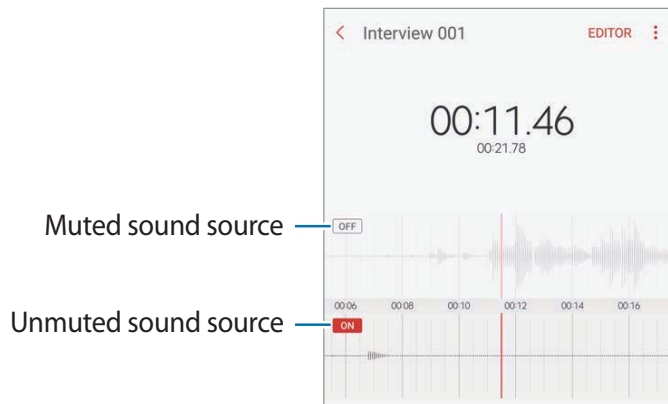 Interview 001
EDITOR
00:11.46
00:21.78
Muted sound source
OFF
00:06 00:08 00:10 00:12 00:14 00:16
Unmuted sound source
ON